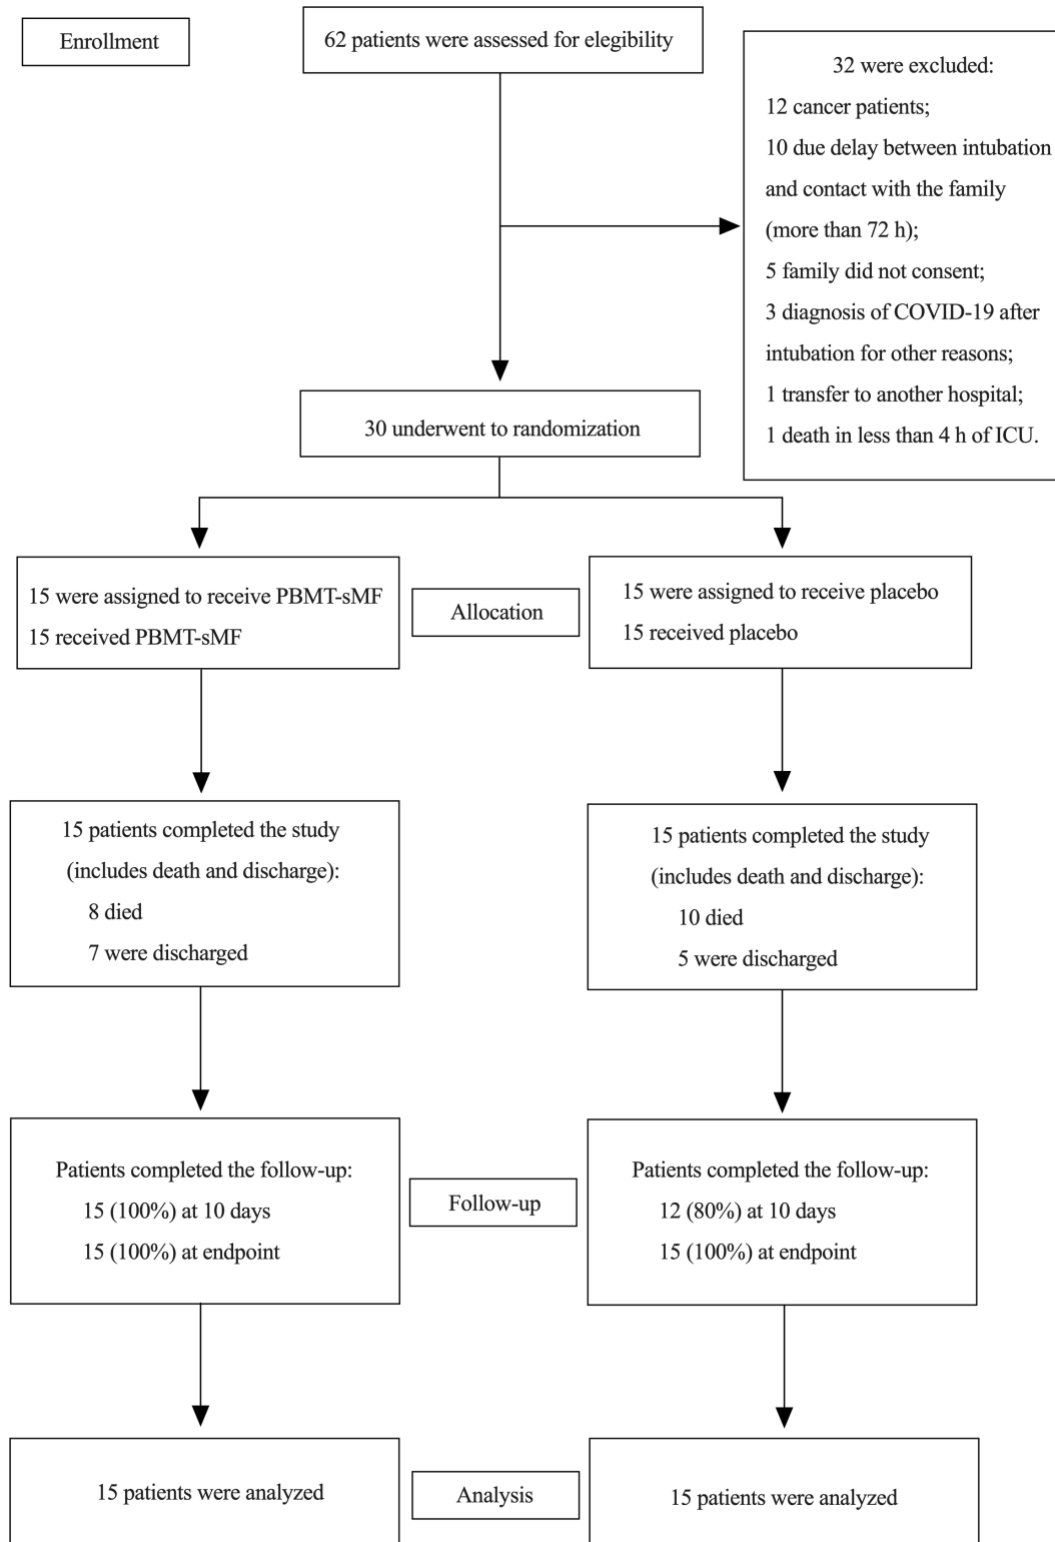 Enrollment
62 patients were assessed for elegibility
32 were excluded:
12 cancer patients;
10 due delay between intubation
and contact with the family
(more than 72 h);
5 family did not consent;
3 diagnosis of COVID-19 after
intubation for other reasons;
1 transfer to another hospital;
1 death in less than 4 h of ICU.
30 underwent to randomization
15 were assigned to receive PBMT-sMF
15 received PBMT-sMF
Allocation
15 were assigned to receive placebo
15 received placebo
15 patients completed the study
(includes death and discharge):
8 died
7 were discharged
15 patients completed the study
(includes death and discharge):
10 died
5 were discharged
Patients completed the follow-up:
15 (100%) at 10 days
15 (100%) at endpoint
Follow-up
Patients completed the follow-up:
12 (80%) at 10 days
15 (100%) at endpoint
15 patients were analyzed
Analysis
15 patients were analyzed